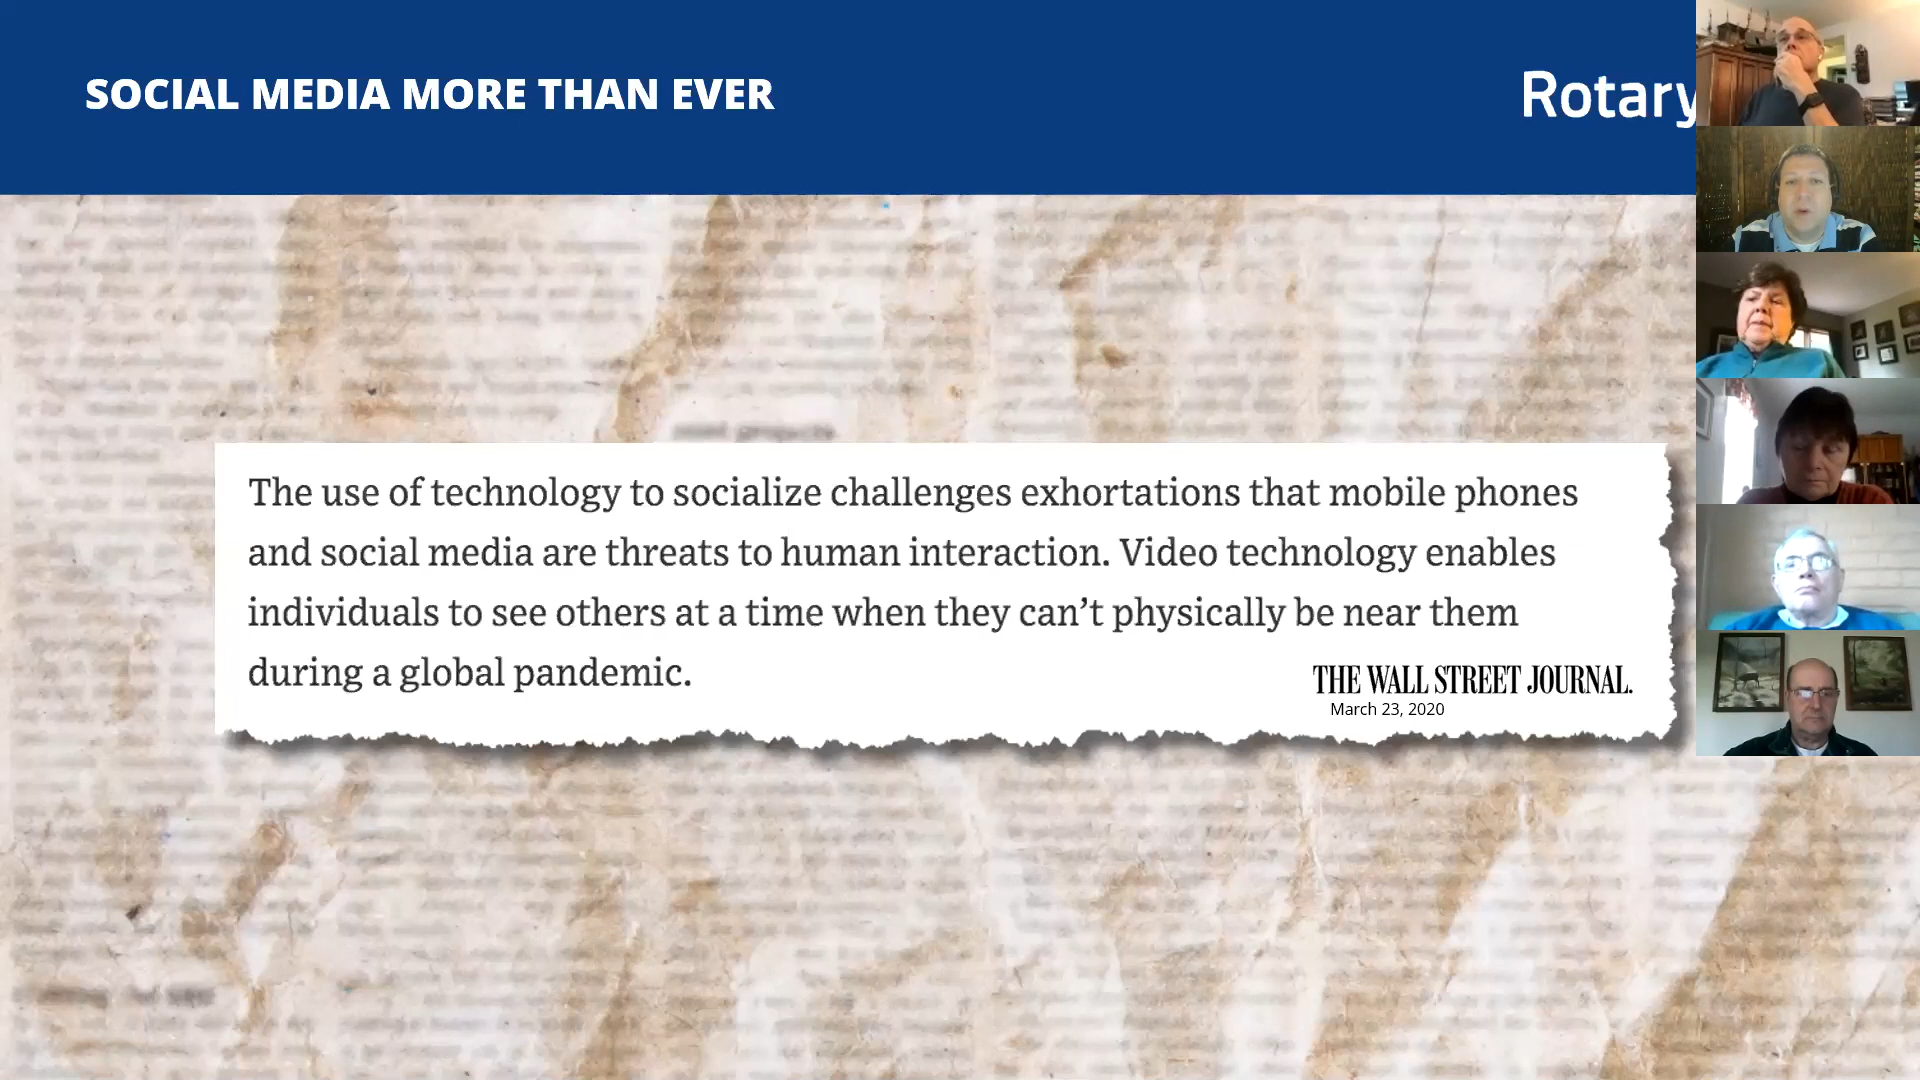 SOCIAL MEDIA MORE THAN EVER
Rotary
The use of technology to socialize challenges exhortations that mobile phones
and social media are threats to human interaction. Video technology enables
individuals to see others at a time when they can’t physically be near them
during a global pandemic.
THE WALL STREET JOURNAL.
March 23, 2020